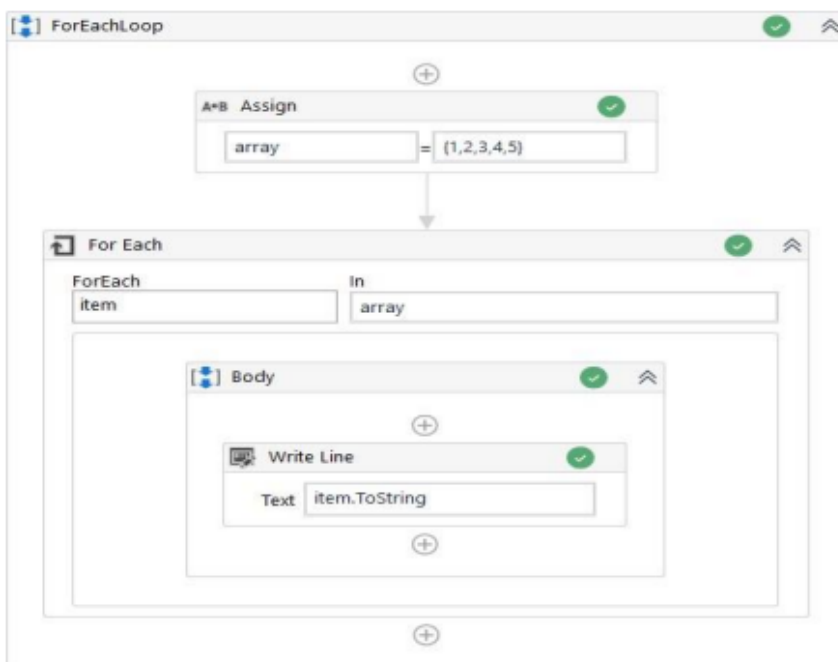 ForEachLoop
A=B Assign
array = {1,2,3,4,5}
For Each
ForEach In
item array
Body
Write Line
Text item.ToString